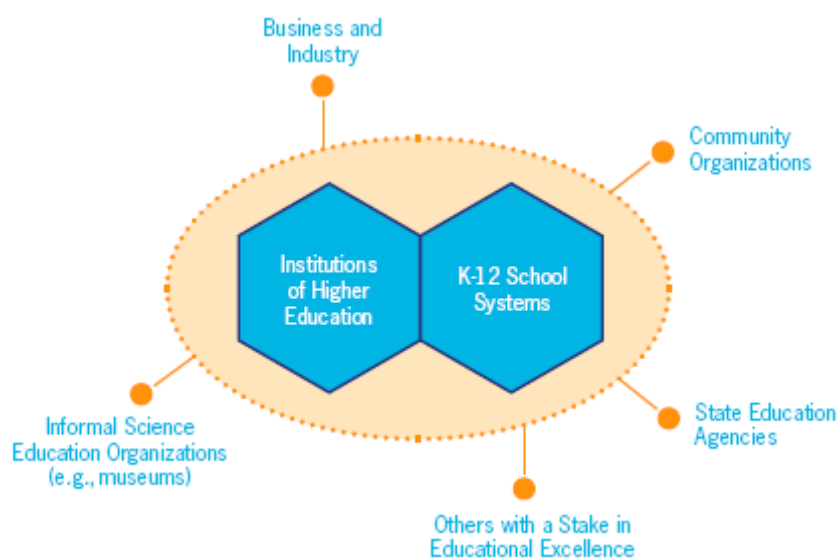 Business and
Industry
Community
Organizations
Institutions
of Higher
Education
K-12 School
Systems
State Education
Agencies
Informal Science
Education Organizations
(e.g., museums)
Others with a Stake in
Educational Excellence